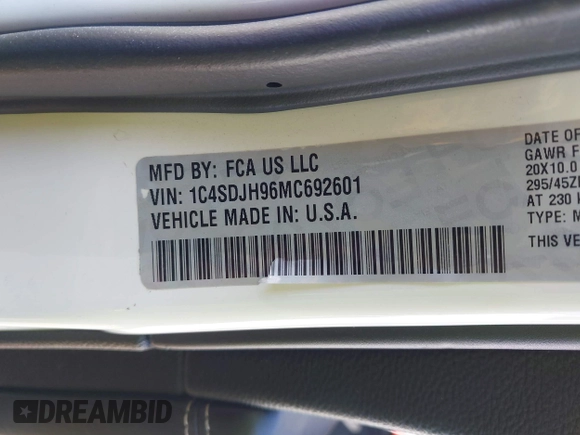 MFD BY: FCA US LLC
VIN: 1C4SDJH96MC692601
VEHICLE MADE IN: U.S.A.
DATE OF
GAWR F
20X10.0
295/45Z
AT 230
TYPE: M
THIS VE
DREAMBID